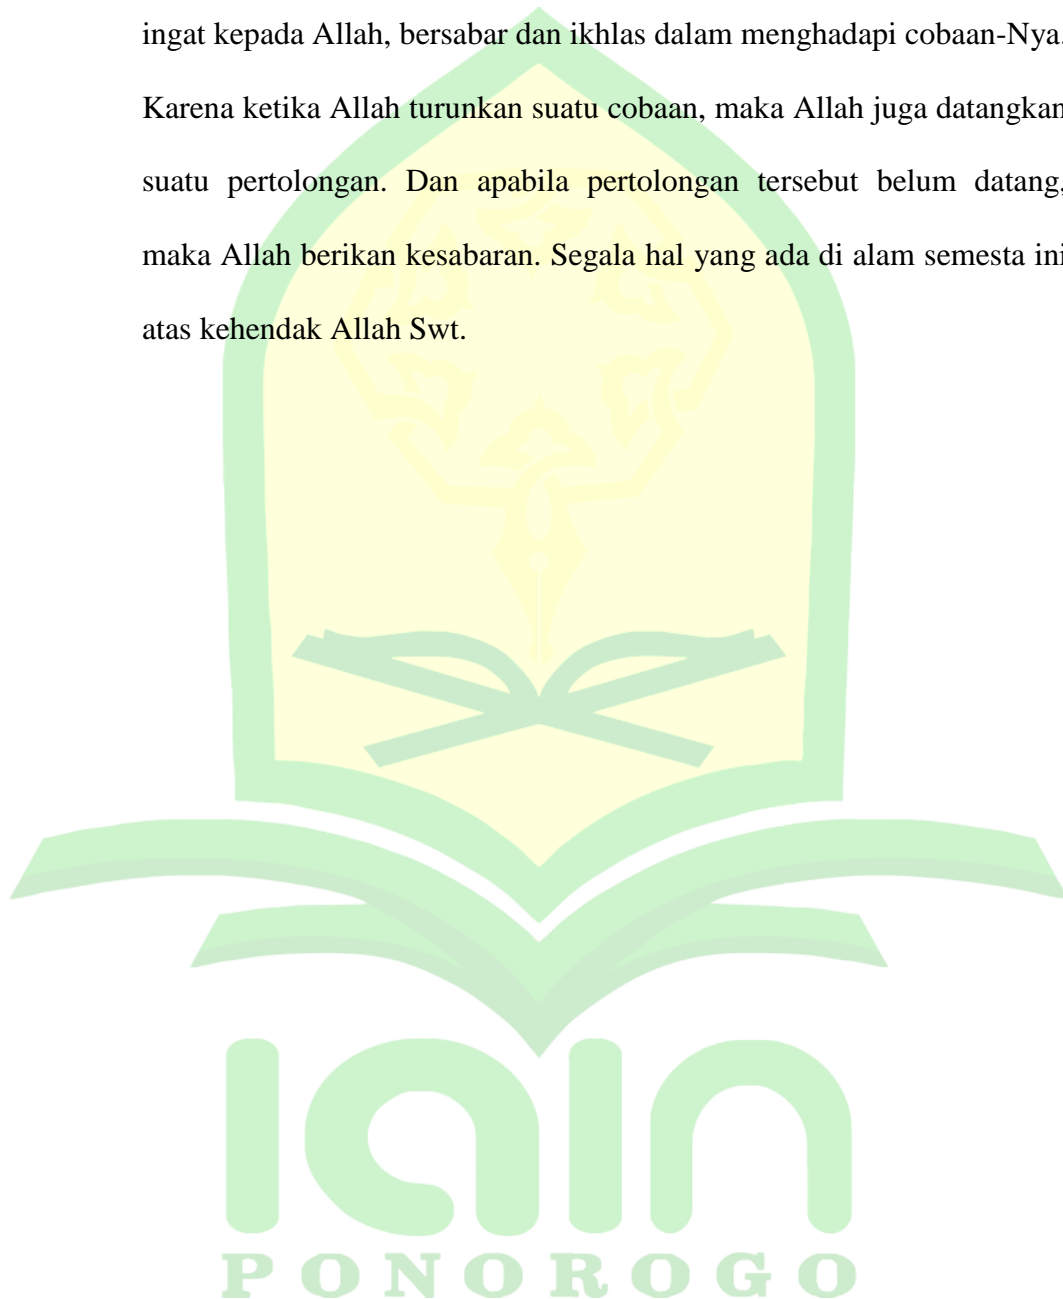 ingat kepada Allah, bersabar dan ikhlas dalam menghadapi cobaan-Nya.
Karena ketika Allah turunkan suatu cobaan, maka Allah juga datangkan
suatu pertolongan. Dan apabila pertolongan tersebut belum datang,
maka Allah berikan kesabaran. Segala hal yang ada di alam semesta ini
atas kehendak Allah Swt.
iain
PONOROGO